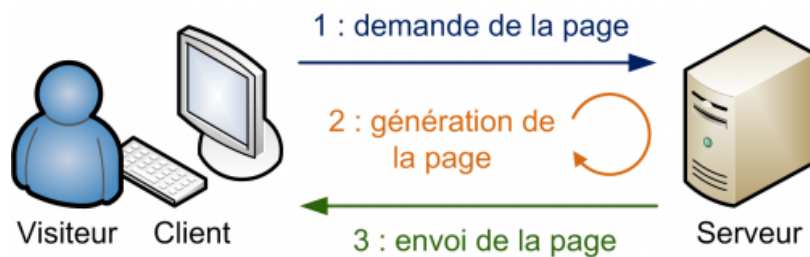 1 : demande de la page
2 : génération de
la page
3 : envoi de la page
Visiteur
Client
Serveur